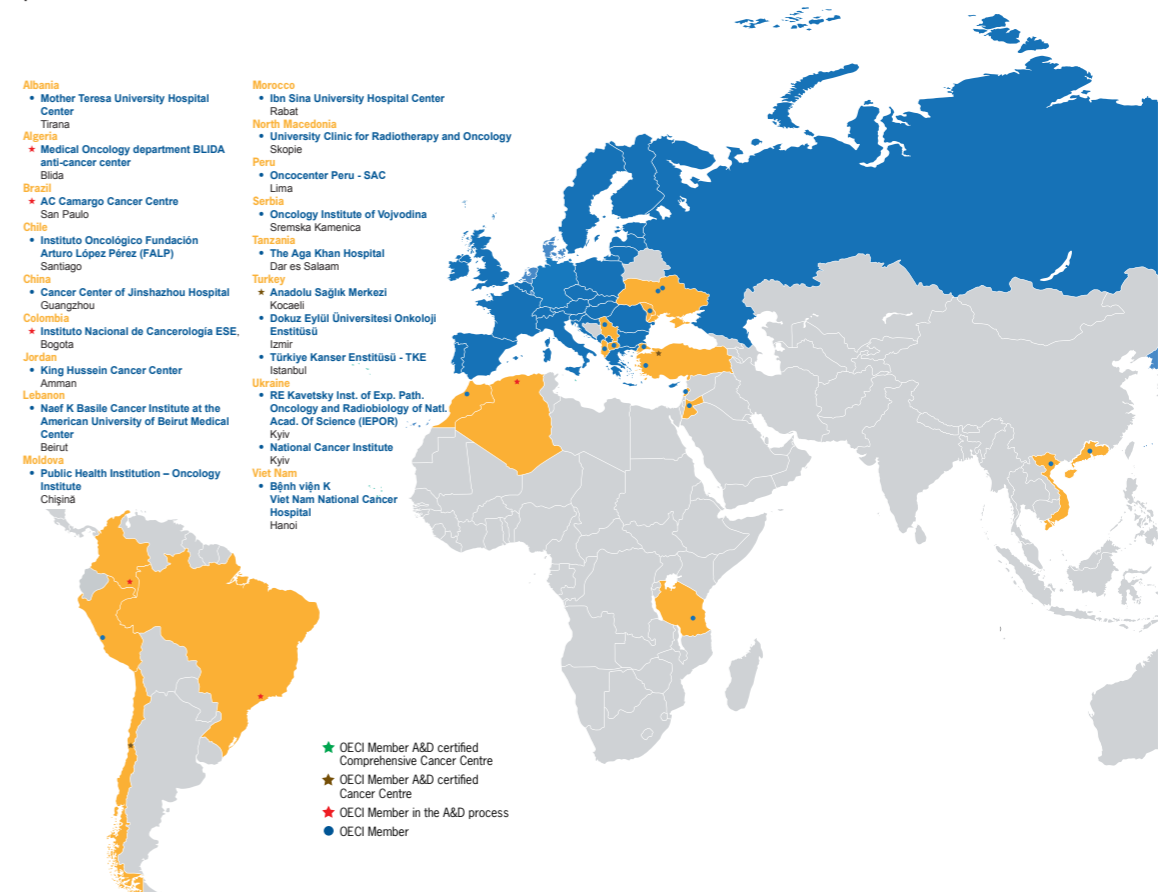 Albania
• Mother Teresa University Hospital
Center
Tirana
Algeria
★ Medical Oncology department BLIDA
anti-cancer center
Blida
Brazil
★ AC Camargo Cancer Centre
San Paulo
Chile
• Instituto Oncológico Fundación
Arturo López Pérez (FALP)
Santiago
China
• Cancer Center of Jinshazhou Hospital
Guangzhou
Colombia
★ Instituto Nacional de Cancerología ESE,
Bogota
Jordan
• King Hussein Cancer Center
Amman
Lebanon
• Naef K Basile Cancer Institute at the
American University of Beirut Medical
Center
Beirut
Moldova
• Public Health Institution – Oncology
Institute
Chişină
Morocco
• Ibn Sina University Hospital Center
Rabat
North Macedonia
• University Clinic for Radiotherapy and Oncology
Skopie
Peru
• Oncocenter Peru - SAC
Lima
Serbia
• Oncology Institute of Vojvodina
Sremska Kamenica
Tanzania
• The Aga Khan Hospital
Dar es Salaam
Turkey
★ Anadolu Sağlık Merkezi
Kocaeli
• Dokuz Eylül Üniversitesi Onkoloji
Enstitüsü
Izmir
• Türkiye Kanser Enstitüsü - TKE
Istanbul
Ukraine
• RE Kavetsky Inst. of Exp. Path.
Oncology and Radiobiology of Natl.
Acad. Of Science (IEPOR)
Kyiv
• National Cancer Institute
Kyiv
Viet Nam
• Bệnh viện K
Viet Nam National Cancer
Hospital
Hanoi
★ OECI Member A&D certified
Comprehensive Cancer Centre
★ OECI Member A&D certified
Cancer Centre
★ OECI Member in the A&D process
● OECI Member